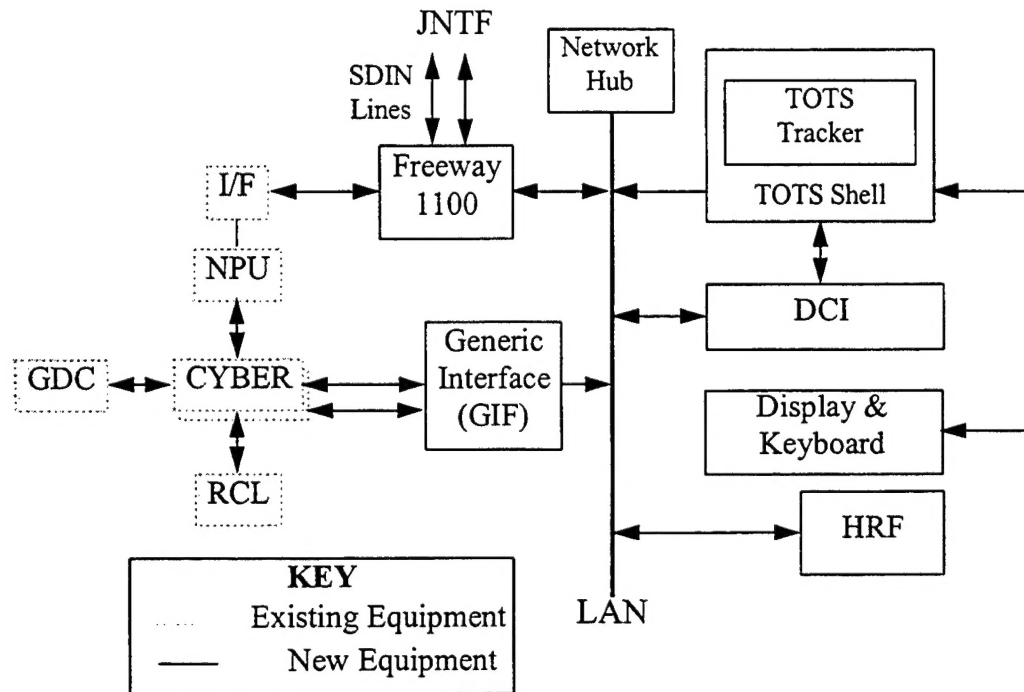 JNTF
SDIN
Lines
Network
Hub
TOTS
Tracker
TOTS Shell
I/F
Freeway
1100
NPU
DCI
GDC
CYBER
Generic
Interface
(GIF)
Display &
Keyboard
RCL
HRF
KEY
Existing Equipment
New Equipment
LAN